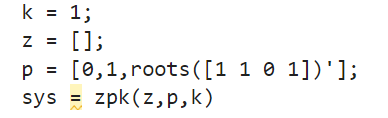 k = 1;
z = [];
p = [0,1,roots([1 1 0 1])'];
sys = zpk(z,p,k)